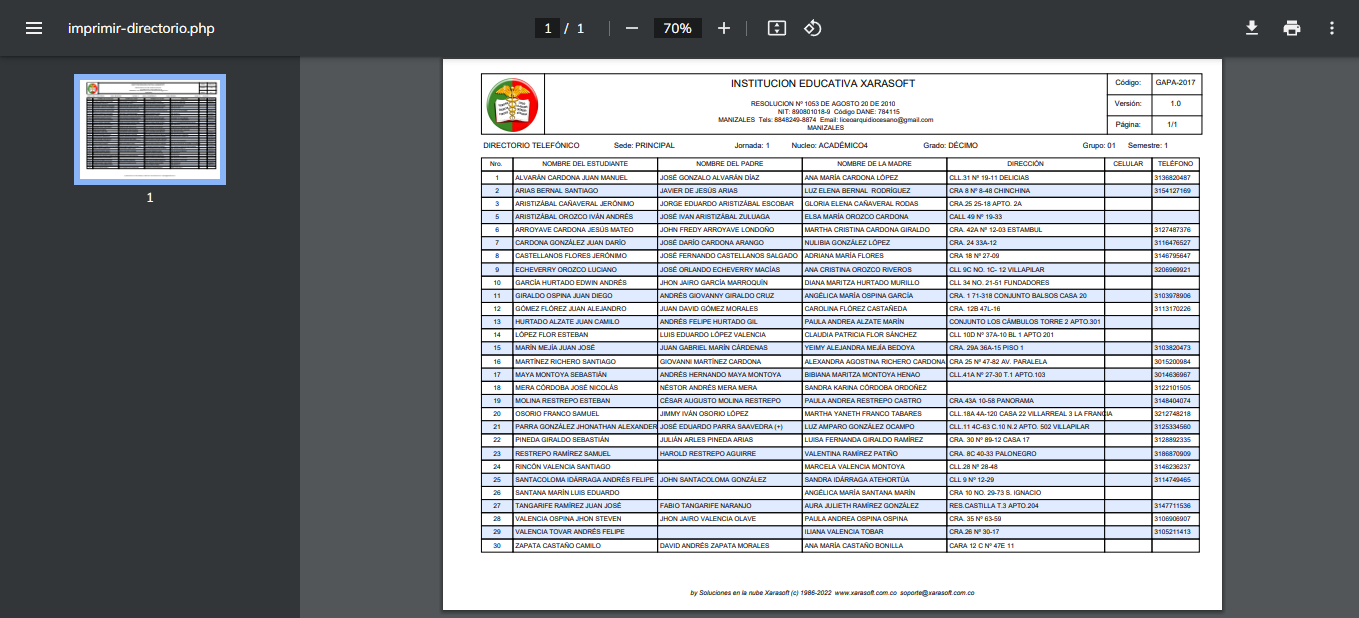 imprimir-directorio.php
1 / 1
70%
1
INSTITUCION EDUCATIVA XARASOFT
RESOLUCION Nº 1053 DE AGOSTO 20 DE 2010
NIT: 890801018-9 Código DANE: 784115
MANIZALES Tels: 8848249-8874 Email: liceoarquidiocesano@gmail.com
MANIZALES
Código: GAPA-2017
Versión: 1.0
Página: 1/1
DIRECTORIO TELEFÓNICO Sede: PRINCIPAL Jornada: 1 Nucleo: ACADÉMICO4 Grado: DÉCIMO Grupo: 01 Semestre: 1
Nro. NOMBRE DEL ESTUDIANTE NOMBRE DEL PADRE NOMBRE DE LA MADRE DIRECCIÓN CELULAR TELÉFONO
1 ALVARÁN CARDONA JUAN MANUEL JOSÉ GONZALO ALVARÁN DÍAZ ANA MARÍA CARDONA LÓPEZ CLL.31 Nº 19-11 DELICIAS 3136820487
2 ARIAS BERNAL SANTIAGO JAVIER DE JESÚS ARIAS LUZ ELENA BERNAL RODRÍGUEZ CRA 8 Nº 8-48 CHINCHINA 3154127169
3 ARISTIZÁBAL CAÑAVERAL JERÓNIMO JORGE EDUARDO ARISTIZÁBAL ESCOBAR GLORIA ELENA CAÑAVERAL RODAS CRA.25 25-18 APTO. 2A
5 ARISTIZÁBAL OROZCO IVÁN ANDRÉS JOSÉ IVAN ARISTIZÁBAL ZULUAGA ELSA MARÍA OROZCO CARDONA CALL 49 Nº 19-33
6 ARROYAVE CARDONA JESÚS MATEO JOHN FREDY ARROYAVE LONDOÑO MARTHA CRISTINA CARDONA GIRALDO CRA. 42A Nº 12-03 ESTAMBUL 3127487376
7 CARDONA GONZÁLEZ JUAN DARÍO JOSÉ DARÍO CARDONA ARANGO NULIBIA GONZÁLEZ LÓPEZ CRA. 24 33A-12 3116476527
8 CASTELLANOS FLORES JERÓNIMO JOSÉ FERNANDO CASTELLANOS SALGADO ADRIANA MARÍA FLORES CRA 18 Nº 27-09 3146795647
9 ECHEVERRY OROZCO LUCIANO JOSÉ ORLANDO ECHEVERRY MACÍAS ANA CRISTINA OROZCO RIVEROS CLL 9C NO. 1C- 12 VILLAPILAR 3206969921
10 GARCÍA HURTADO EDWIN ANDRÉS JHON JAIRO GARCÍA MARROQUÍN DIANA MARITZA HURTADO MURILLO CLL 34 NO. 21-51 FUNDADORES
11 GIRALDO OSPINA JUAN DIEGO ANDRÉS GIOVANNY GIRALDO CRUZ ANGÉLICA MARÍA OSPINA GARCÍA CRA. 1 71-318 CONJUNTO BALSOS CASA 20 3103978906
12 GÓMEZ FLÓREZ JUAN ALEJANDRO JUAN DAVID GÓMEZ MORALES CAROLINA FLÓREZ CASTAÑEDA CRA. 12B 47L-16 3113170226
13 HURTADO ALZATE JUAN CAMILO ANDRÉS FELIPE HURTADO GIL PAULA ANDREA ALZATE MARÍN CONJUNTO LOS CÁMBULOS TORRE 2 APTO.301
14 LÓPEZ FLOR ESTEBAN LUIS EDUARDO LÓPEZ VALENCIA CLAUDIA PATRICIA FLOR SÁNCHEZ CLL 10D Nº 37A-10 BL 1 APTO 201
15 MARÍN MEJÍA JUAN JOSÉ JUAN GABRIEL MARÍN CÁRDENAS YEIMY ALEJANDRA MEJÍA BEDOYA CRA. 29A 36A-15 PISO 1 3103820473
16 MARTÍNEZ RICHERO SANTIAGO GIOVANNI MARTÍNEZ CARDONA ALEXANDRA AGOSTINA RICHERO CARDONA CRA 25 Nº 47-82 AV. PARALELA 3015200984
17 MAYA MONTOYA SEBASTIÁN ANDRÉS HERNANDO MAYA MONTOYA BIBIANA MARITZA MONTOYA HENAO CLL.41A Nº 27-30 T.1 APTO.103 3014636967
18 MERA CÓRDOBA JOSÉ NICOLÁS NÉSTOR ANDRÉS MERA MERA SANDRA KARINA CÓRDOBA ORDOÑEZ 3122101505
19 MOLINA RESTREPO ESTEBAN CÉSAR AUGUSTO MOLINA RESTREPO PAULA ANDREA RESTREPO CASTRO CRA.43A 10-58 PANORAMA 3148404074
20 OSORIO FRANCO SAMUEL JIMMY IVÁN OSORIO LÓPEZ MARTHA YANETH FRANCO TABARES CLL.18A 4A-120 CASA 22 VILLARREAL 3 LA FRANCIA 3212748218
21 PARRA GONZÁLEZ JHONATHAN ALEXANDER JOSÉ EDUARDO PARRA SAAVEDRA (+) LUZ AMPARO GONZÁLEZ OCAMPO CLL.11 4C-63 C.10 N.2 APTO. 502 VILLAPILAR 3125334560
22 PINEDA GIRALDO SEBASTIÁN JULIÁN ARLES PINEDA ARIAS LUISA FERNANDA GIRALDO RAMÍREZ CRA. 30 Nº 89-12 CASA 17 3128892335
23 RESTREPO RAMÍREZ SAMUEL HAROLD RESTREPO AGUIRRE VALENTINA RAMÍREZ PATIÑO CRA. 8C 40-33 PALONEGRO 3186870909
24 RINCÓN VALENCIA SANTIAGO MARCELA VALENCIA MONTOYA CLL.28 Nº 28-48 3146236237
25 SANTACOLOMA IDÁRRAGA ANDRÉS FELIPE JOHN SANTACOLOMA GONZÁLEZ SANDRA IDÁRRAGA ATEHORTÚA CLL 9 Nº 12-29 3114749465
26 SANTANA MARÍN LUIS EDUARDO ANGÉLICA MARÍA SANTANA MARÍN CRA 10 NO. 29-73 S. IGNACIO
27 TANGARIFE RAMÍREZ JUAN JOSÉ FABIO TANGARIFE NARANJO AURA JULIETH RAMÍREZ GONZÁLEZ RES.CASTILLA T.3 APTO.204 3147711536
28 VALENCIA OSPINA JHON STEVEN JHON JAIRO VALENCIA OLAVE PAULA ANDREA OSPINA OSPINA CRA. 35 Nº 63-59 3106906907
29 VALENCIA TOVAR ANDRÉS FELIPE ILIANA VALENCIA TOBAR CRA.26 Nº 30-17 3105211413
30 ZAPATA CASTAÑO CAMILO DAVID ANDRÉS ZAPATA MORALES ANA MARÍA CASTAÑO BONILLA CARA 12 C Nº 47E 11
by Soluciones en la nube Xarasoft (c) 1986-2022 www.xarasoft.com.co soporte@xarasoft.com.co